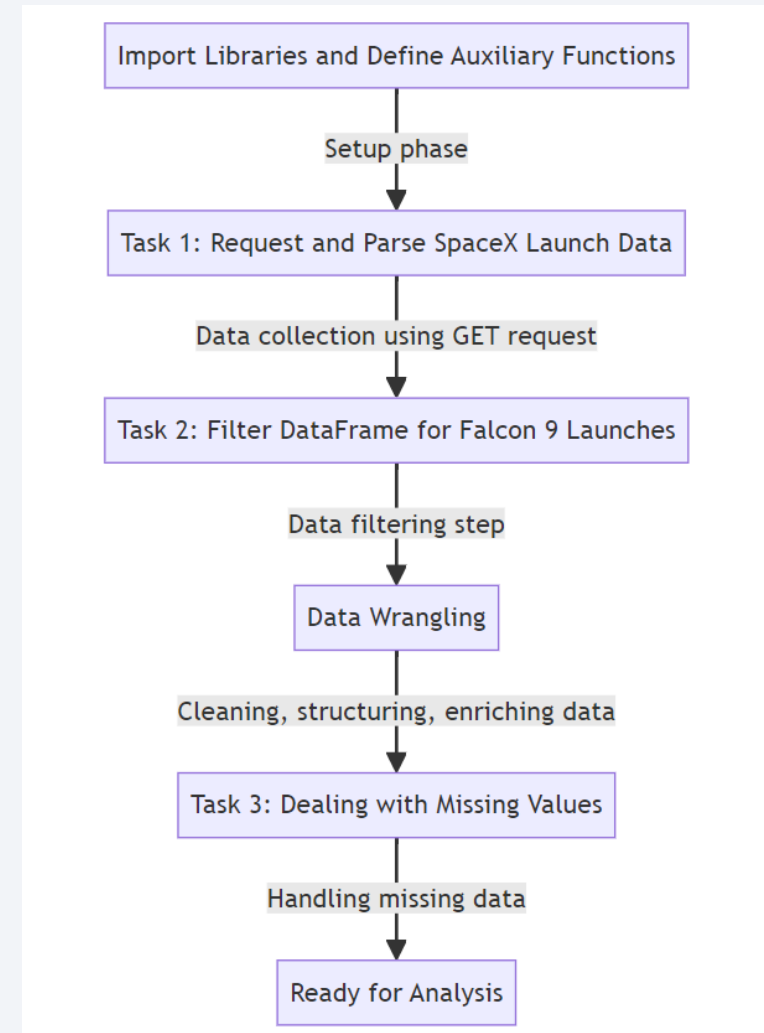 Import Libraries and Define Auxiliary Functions
Setup phase
Task 1: Request and Parse SpaceX Launch Data
Data collection using GET request
Task 2: Filter DataFrame for Falcon 9 Launches
Data filtering step
Data Wrangling
Cleaning, structuring, enriching data
Task 3: Dealing with Missing Values
Handling missing data
Ready for Analysis